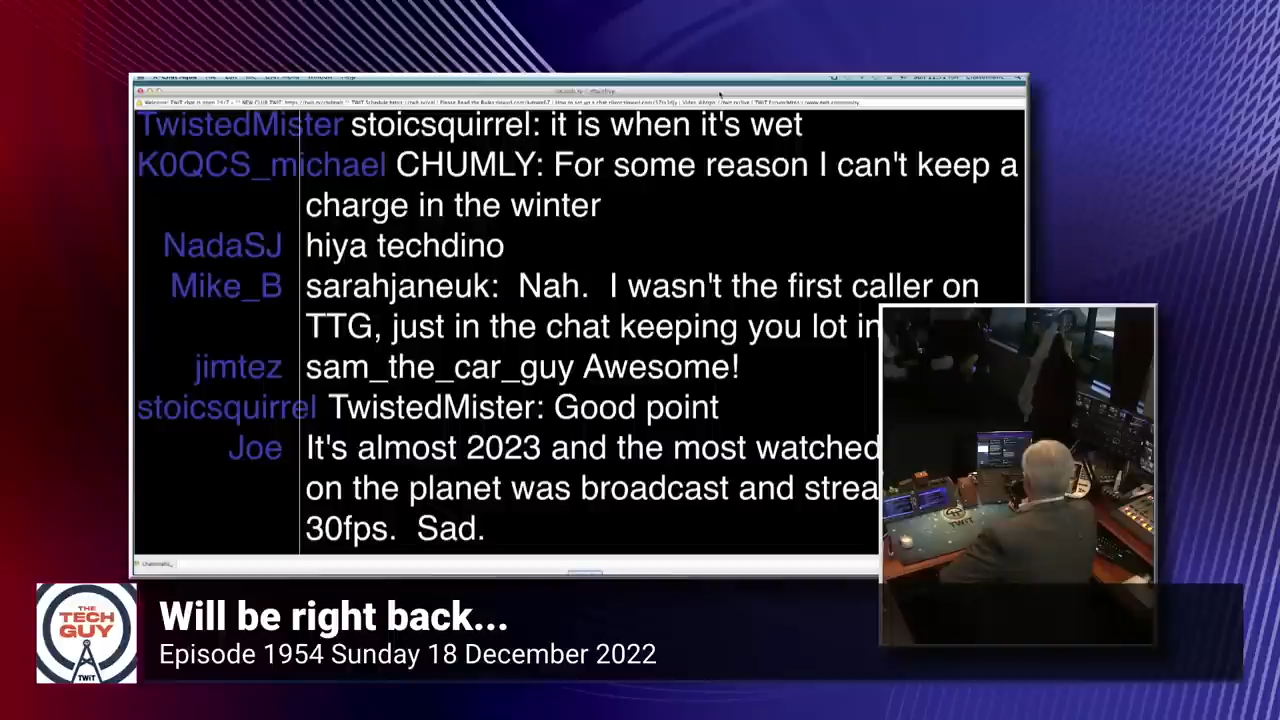 TwistedMister stoicsquirrel: it is when it's wet
K0QCS_michael CHUMLY: For some reason I can't keep a
charge in the winter
NadaSJ hiya techdino
Mike_B sarahjaneuk:  Nah.  I wasn't the first caller on
TTG, just in the chat keeping you lot in
jimtez sam_the_car_guy Awesome!
stoicsquirrel TwistedMister: Good point
Joe It's almost 2023 and the most watched
on the planet was broadcast and strea
30fps.  Sad.
TWiT
THE
TECH
GUY
TWiT
Will be right back...
Episode 1954 Sunday 18 December 2022